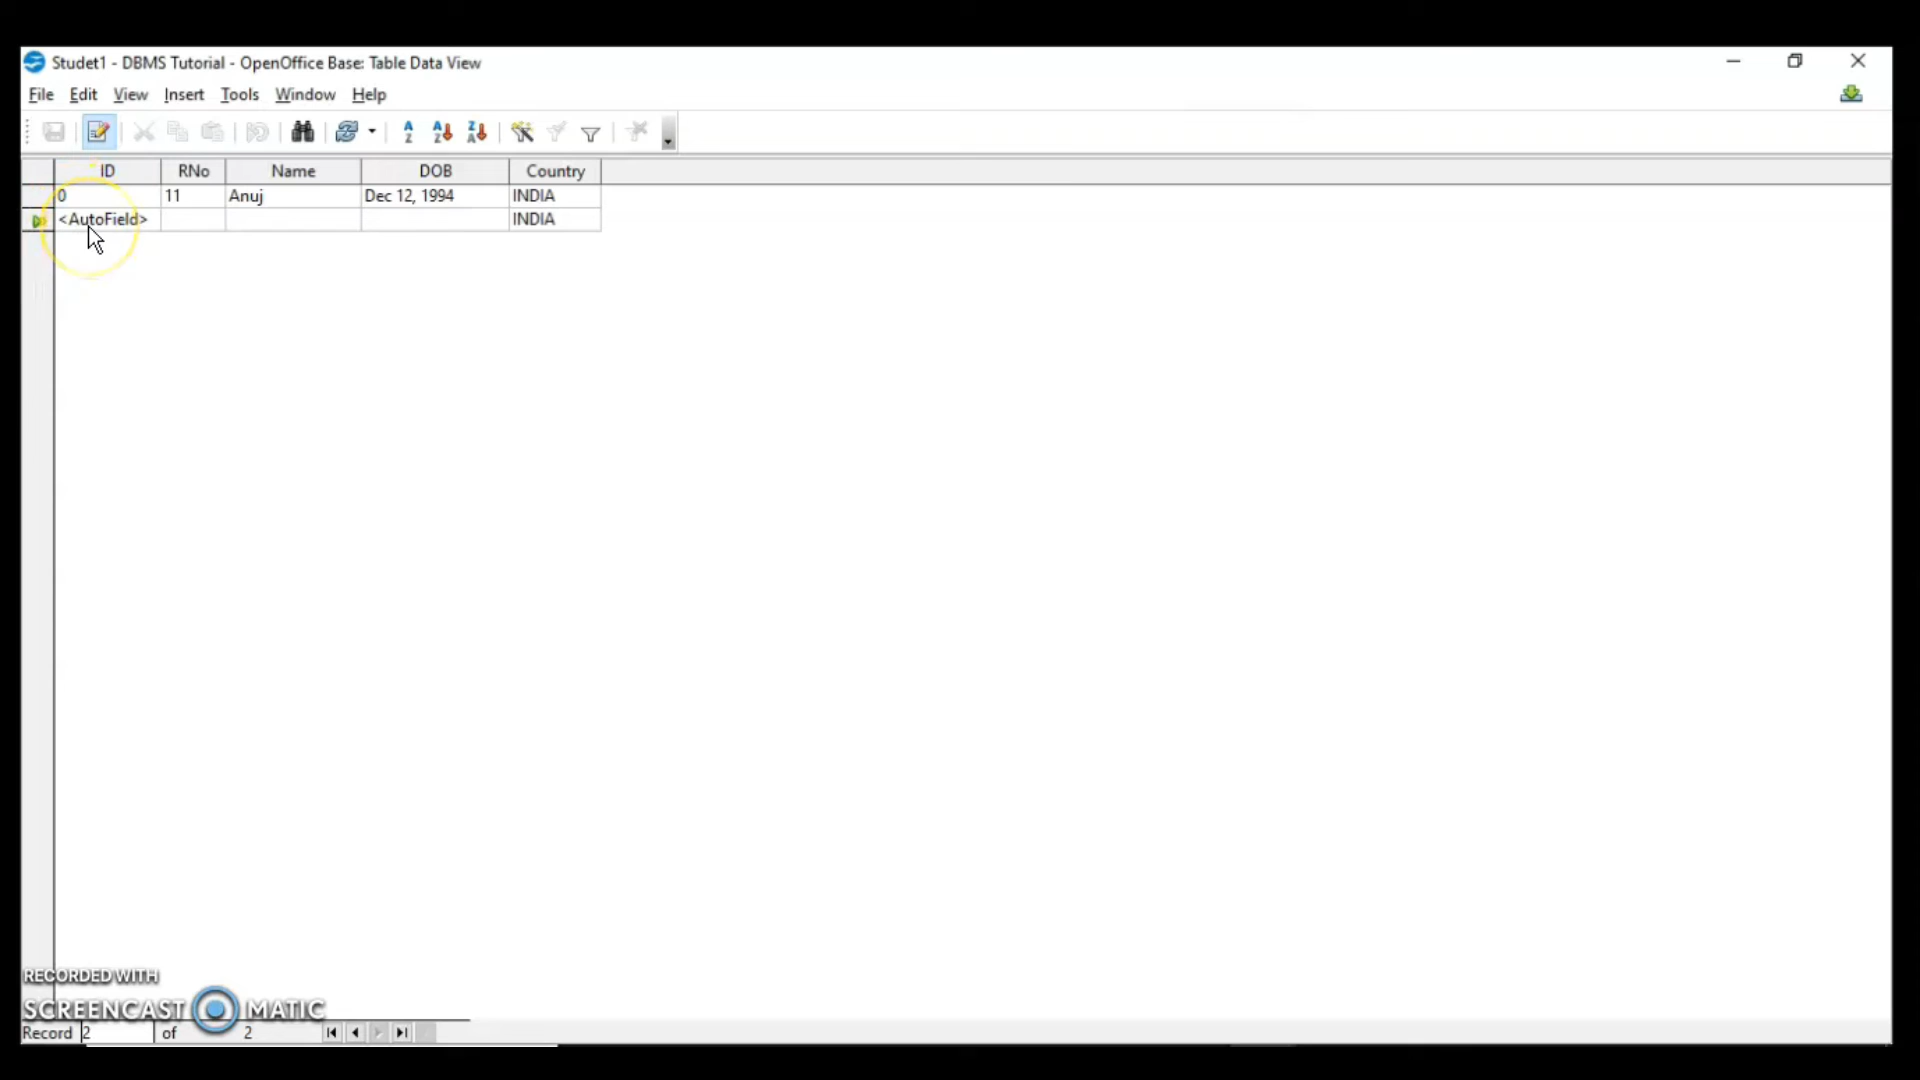 Studet1 - DBMS Tutorial - OpenOffice Base: Table Data View
File Edit View Insert Tools Window Help
ID RNo Name DOB Country
0 11 Anuj Dec 12, 1994 INDIA
<AutoField> INDIA
RECORDED WITH
SCREENCAST MATIC
Record 2 of 2